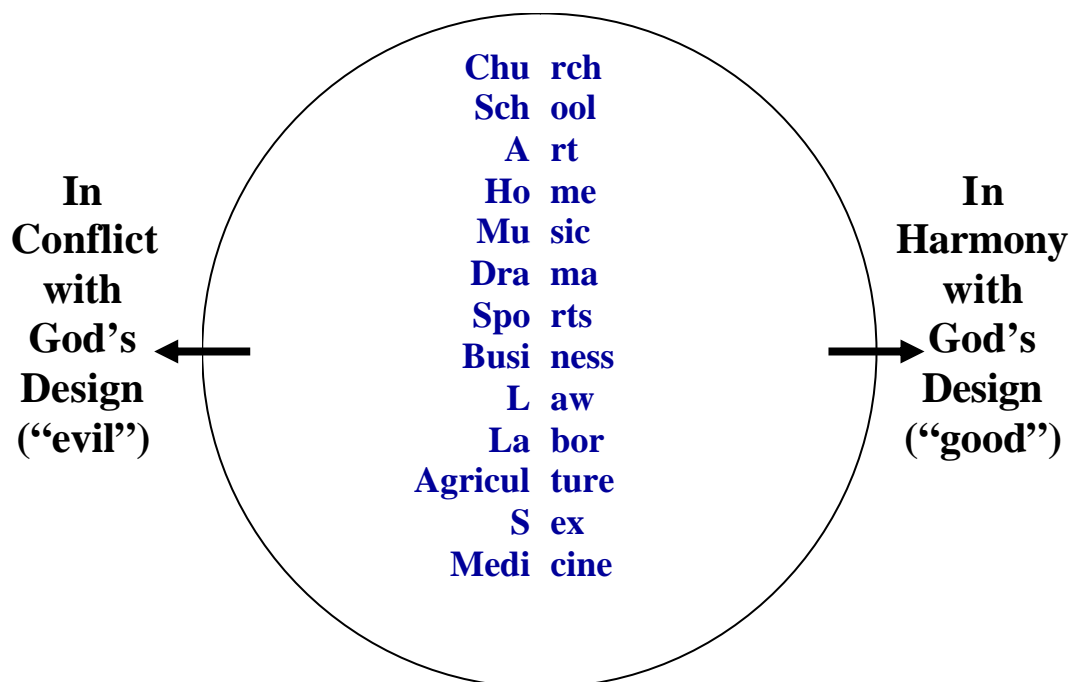 In
Conflict
with
God's
Design
(“evil”)
Chu rch
Sch ool
A rt
Ho me
Mu sic
Dra ma
Spo rts
Busi ness
L aw
La bor
Agricul ture
S ex
Medi cine
In
Harmony
with
God's
Design
(“good”)